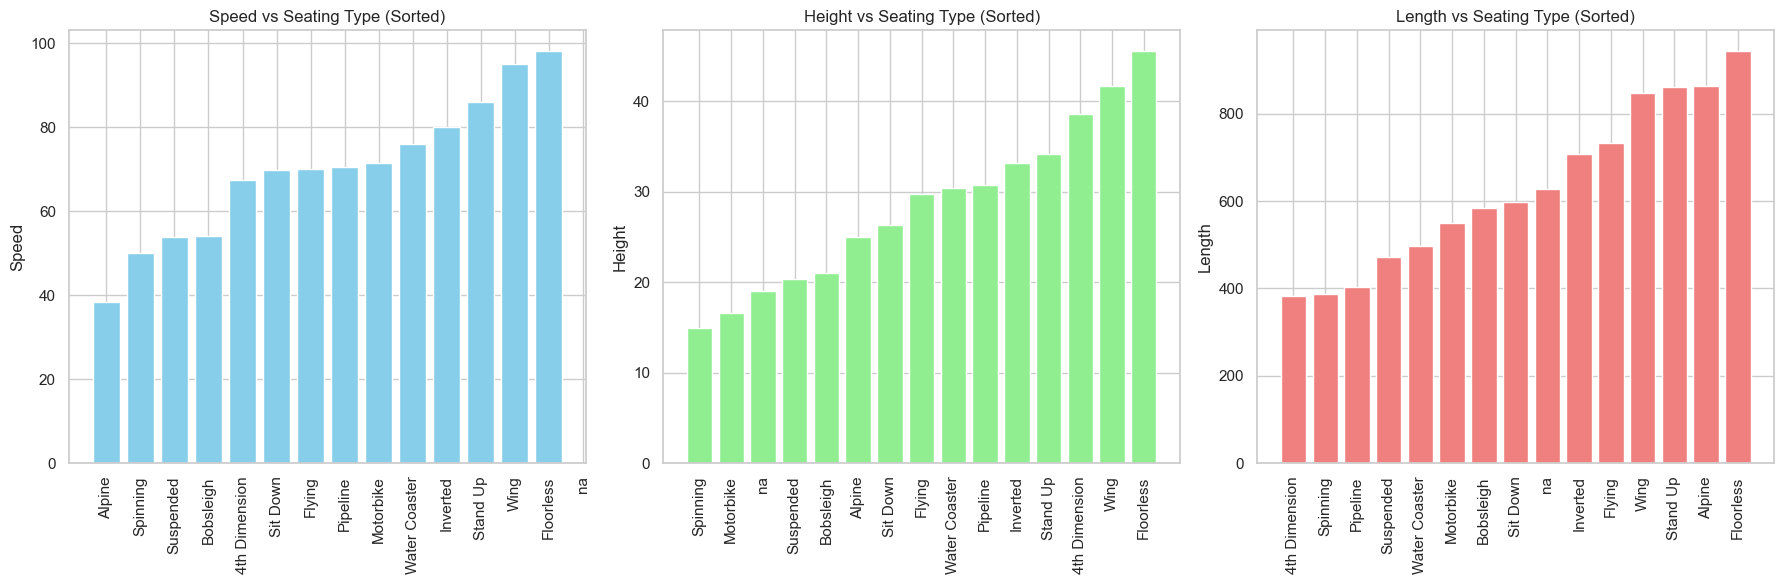 Speed vs Seating Type (Sorted)
Speed
100
80
60
40
20
0
Alpine
Spinning
Suspended
Bobsleigh
4th Dimension
Sit Down
Flying
Pipeline
Motorbike
Water Coaster
Inverted
Stand Up
Wing
Floorless
na
Height vs Seating Type (Sorted)
Height
40
30
20
10
0
Spinning
Motorbike
na
Suspended
Bobsleigh
Alpine
Sit Down
Flying
Water Coaster
Pipeline
Inverted
Stand Up
4th Dimension
Wing
Floorless
Length vs Seating Type (Sorted)
Length
800
600
400
200
0
4th Dimension
Spinning
Pipeline
Suspended
Water Coaster
Motorbike
Bobsleigh
Sit Down
na
Inverted
Flying
Wing
Stand Up
Alpine
Floorless